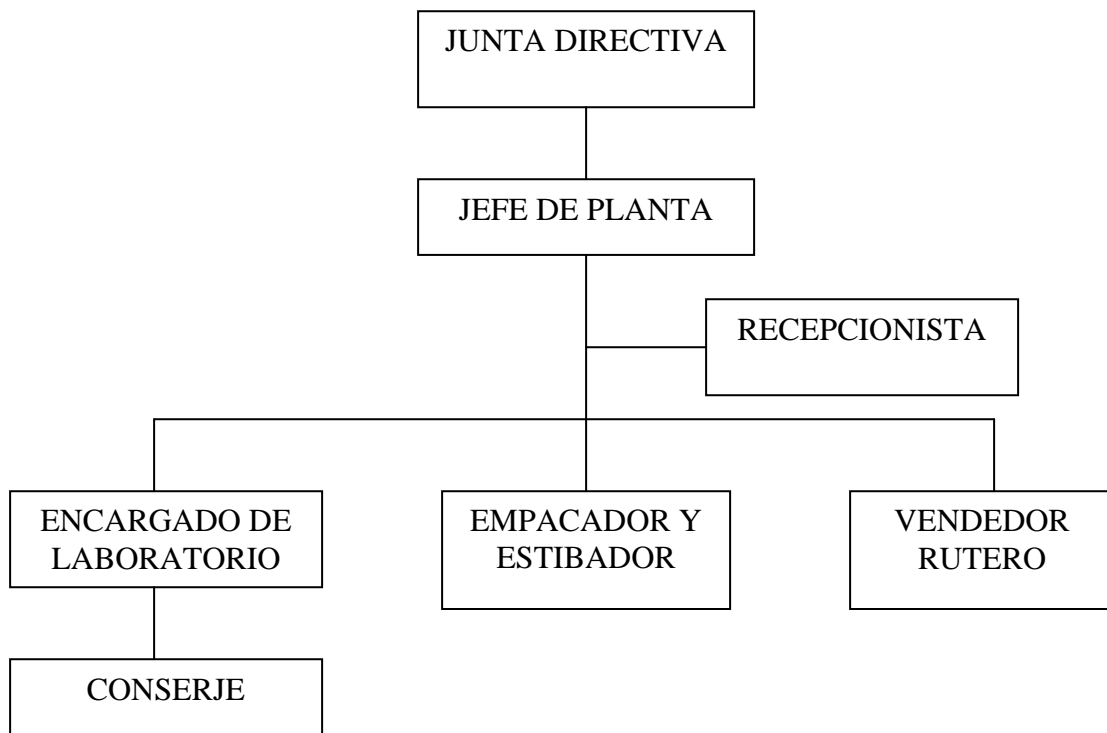 JUNTA DIRECTIVA
JEFE DE PLANTA
RECEPCIONISTA
ENCARGADO DE
LABORATORIO
EMPACADOR Y
ESTIBADOR
VENDEDOR
RUTERO
CONSERJE